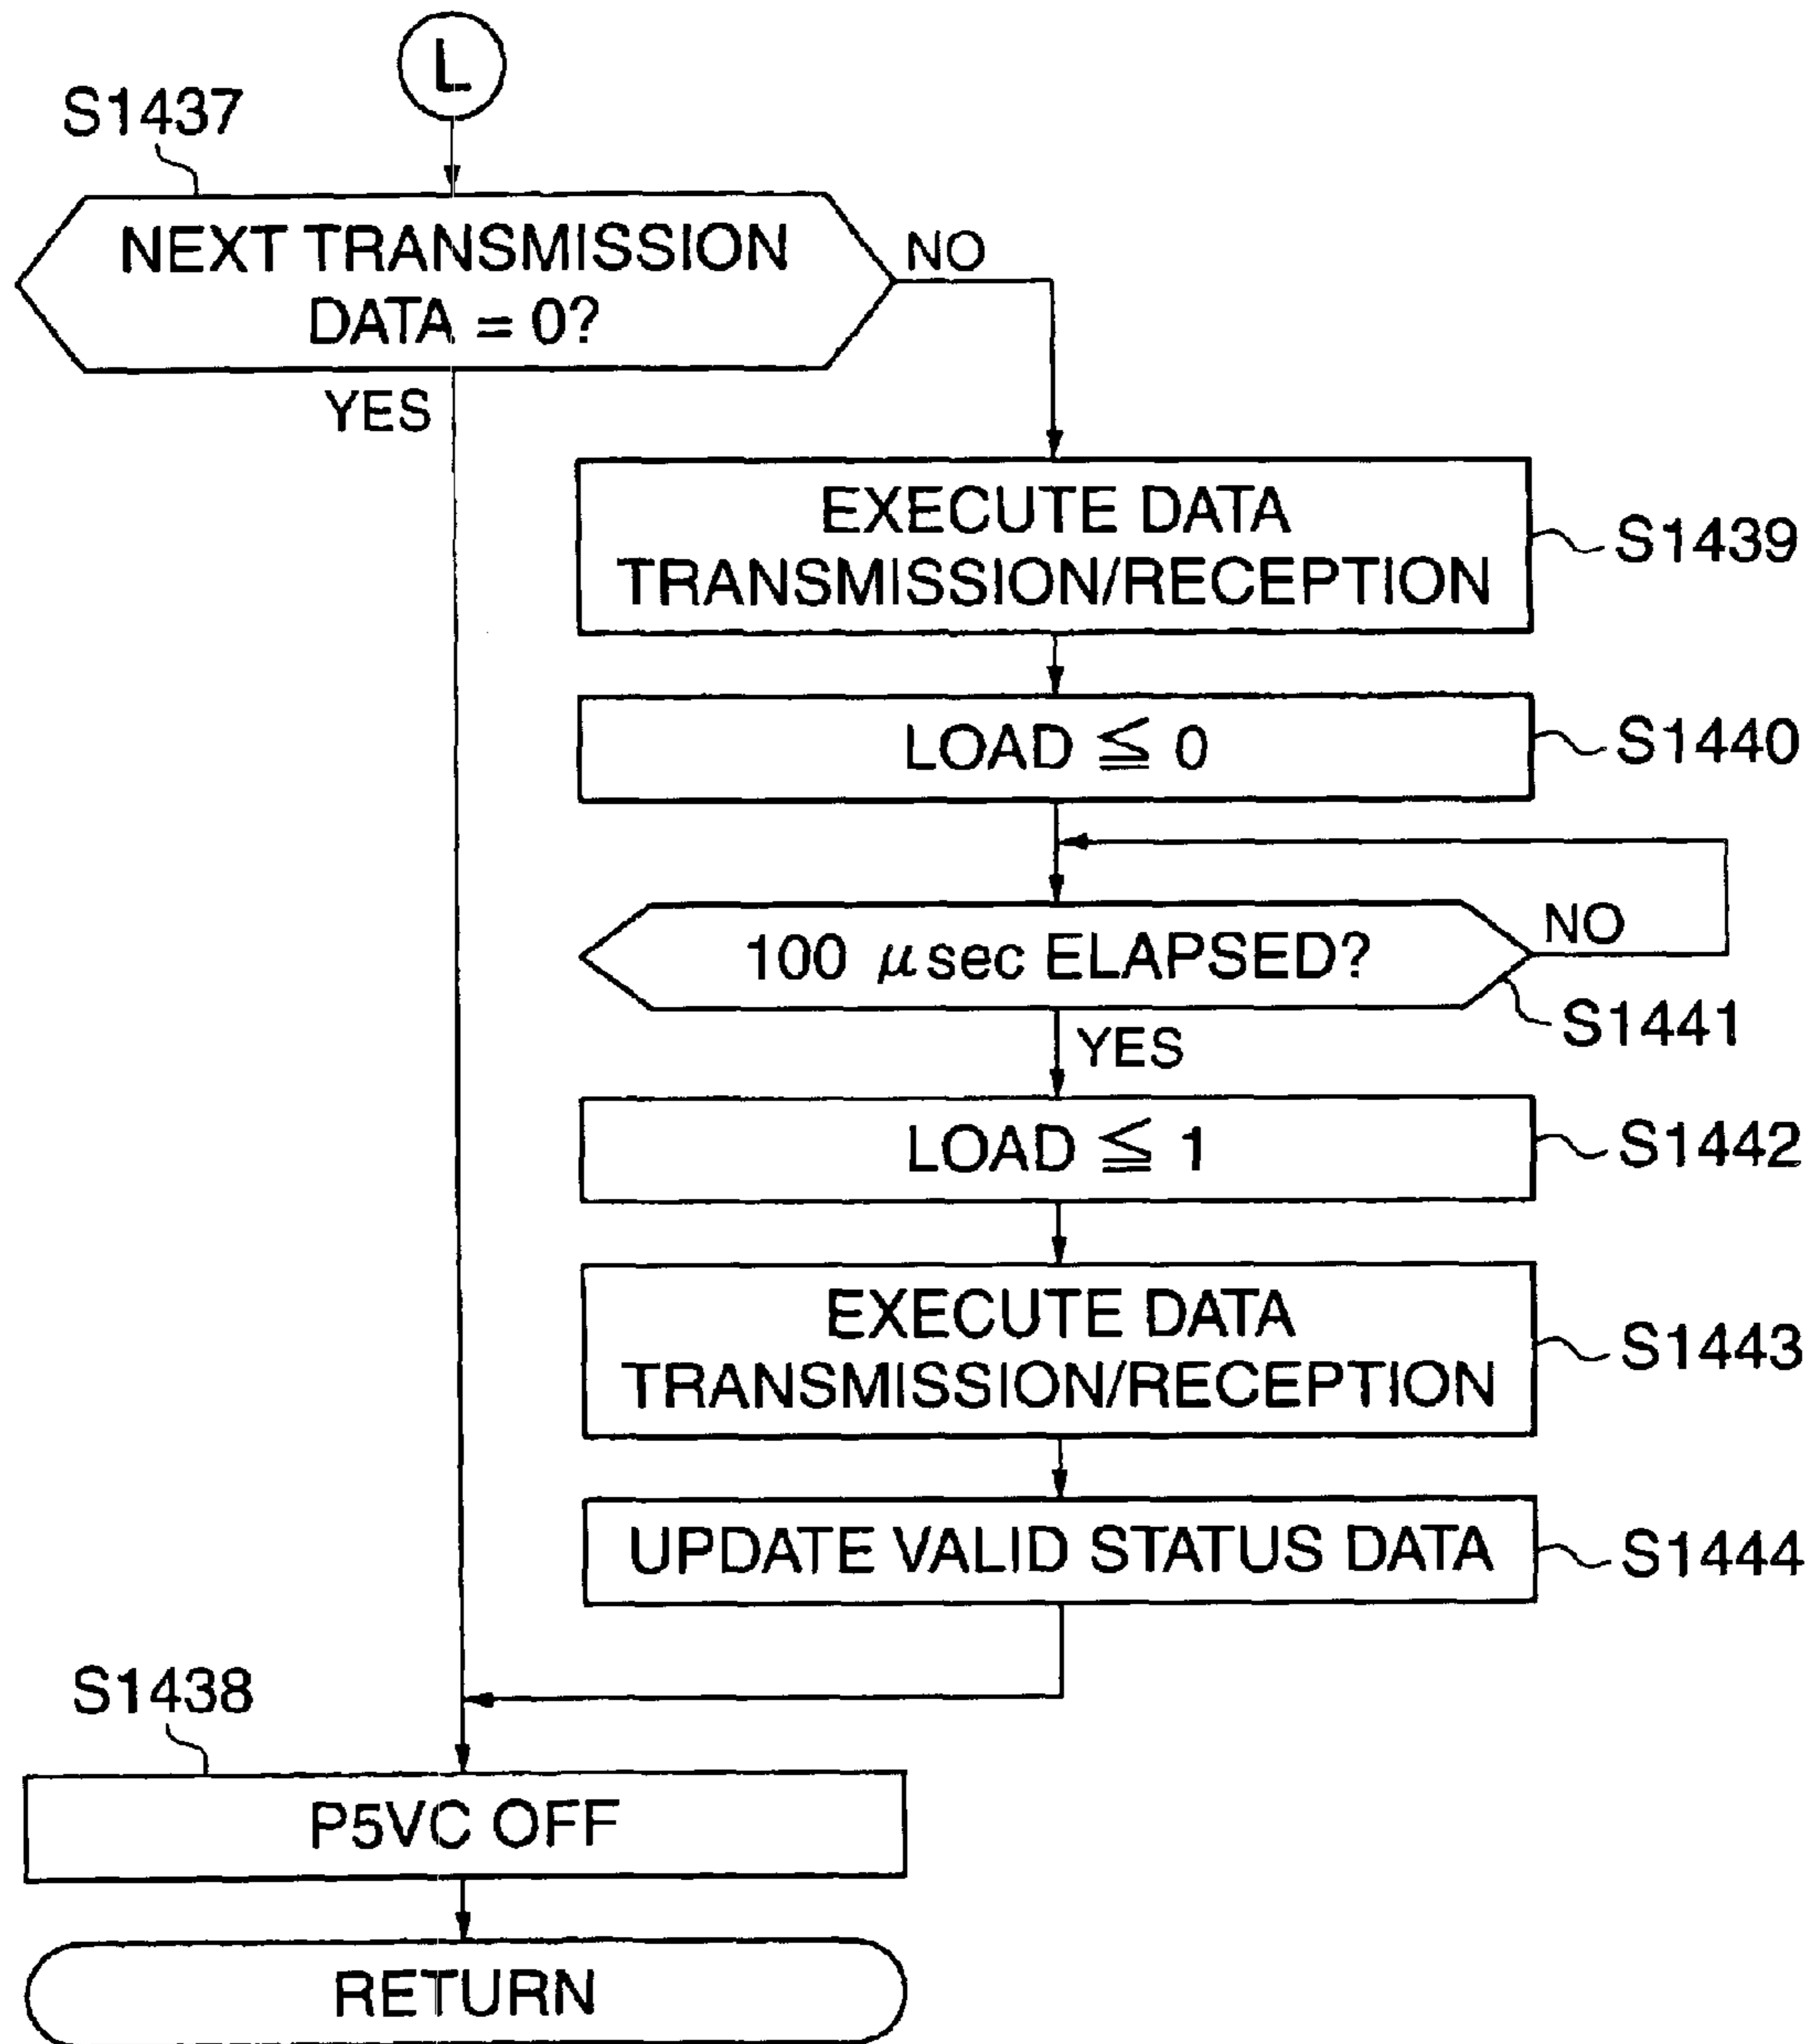 L
S1437
NEXT TRANSMISSION
DATA = 0?
NO
YES
EXECUTE DATA
TRANSMISSION/RECEPTION
S1439
LOAD ≦ 0
S1440
100 μsec ELAPSED?
NO
S1441
YES
LOAD ≦ 1
S1442
EXECUTE DATA
TRANSMISSION/RECEPTION
S1443
UPDATE VALID STATUS DATA
S1444
S1438
P5VC OFF
RETURN